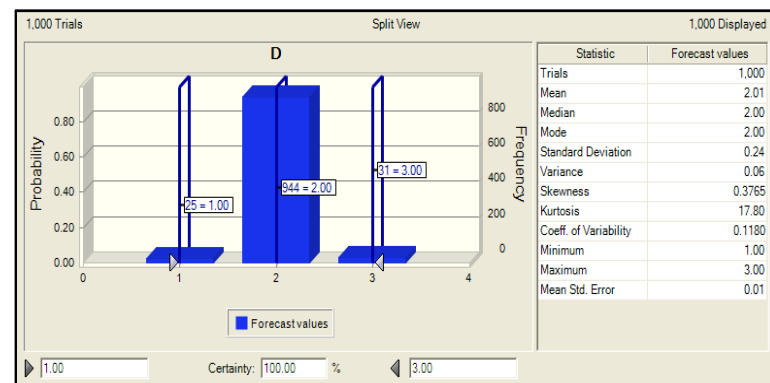 1,000 Trials Split View 1,000 Displayed
D
Probability
0.80
0.60
0.40
0.20
0.00
25 = 1.00
944 = 2.00
31 = 3.00
800
600
400
200
0
Frequency
0 1 2 3 4
Forecast values
Statistic Forecast values
Trials 1,000
Mean 2.01
Median 2.00
Mode 2.00
Standard Deviation 0.24
Variance 0.06
Skewness 0.3765
Kurtosis 17.80
Coeff. of Variability 0.1180
Minimum 1.00
Maximum 3.00
Mean Std. Error 0.01
1.00 Certainty: 100.00 % 3.00